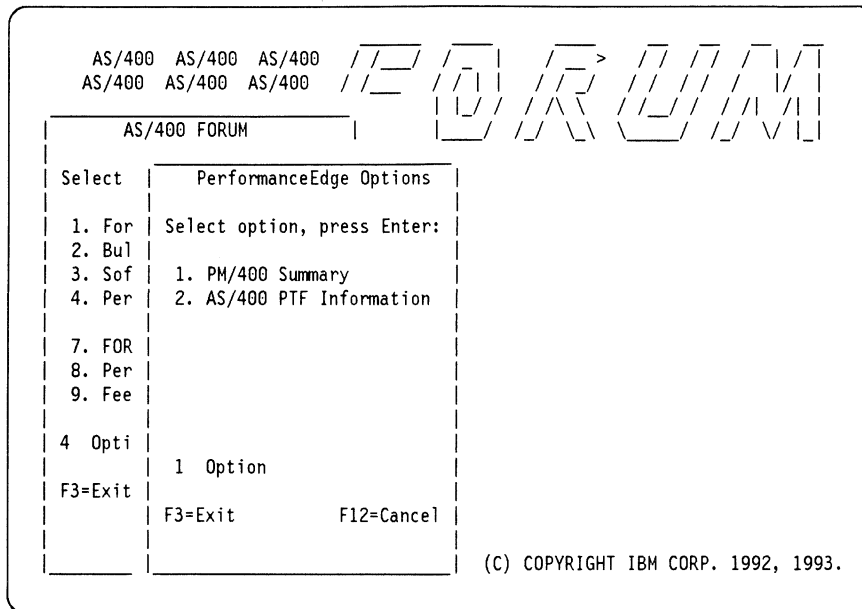 AS/400 AS/400 AS/400
AS/400 AS/400 AS/400
FORUM
AS/400 FORUM
Select
PerformanceEdge Options
1. For
Select option, press Enter:
2. Bul
3. Sof
1. PM/400 Summary
4. Per
2. AS/400 PTF Information
7. FOR
8. Per
9. Fee
4 Opti
1 Option
F3=Exit
F3=Exit F12=Cancel
(C) COPYRIGHT IBM CORP. 1992, 1993.